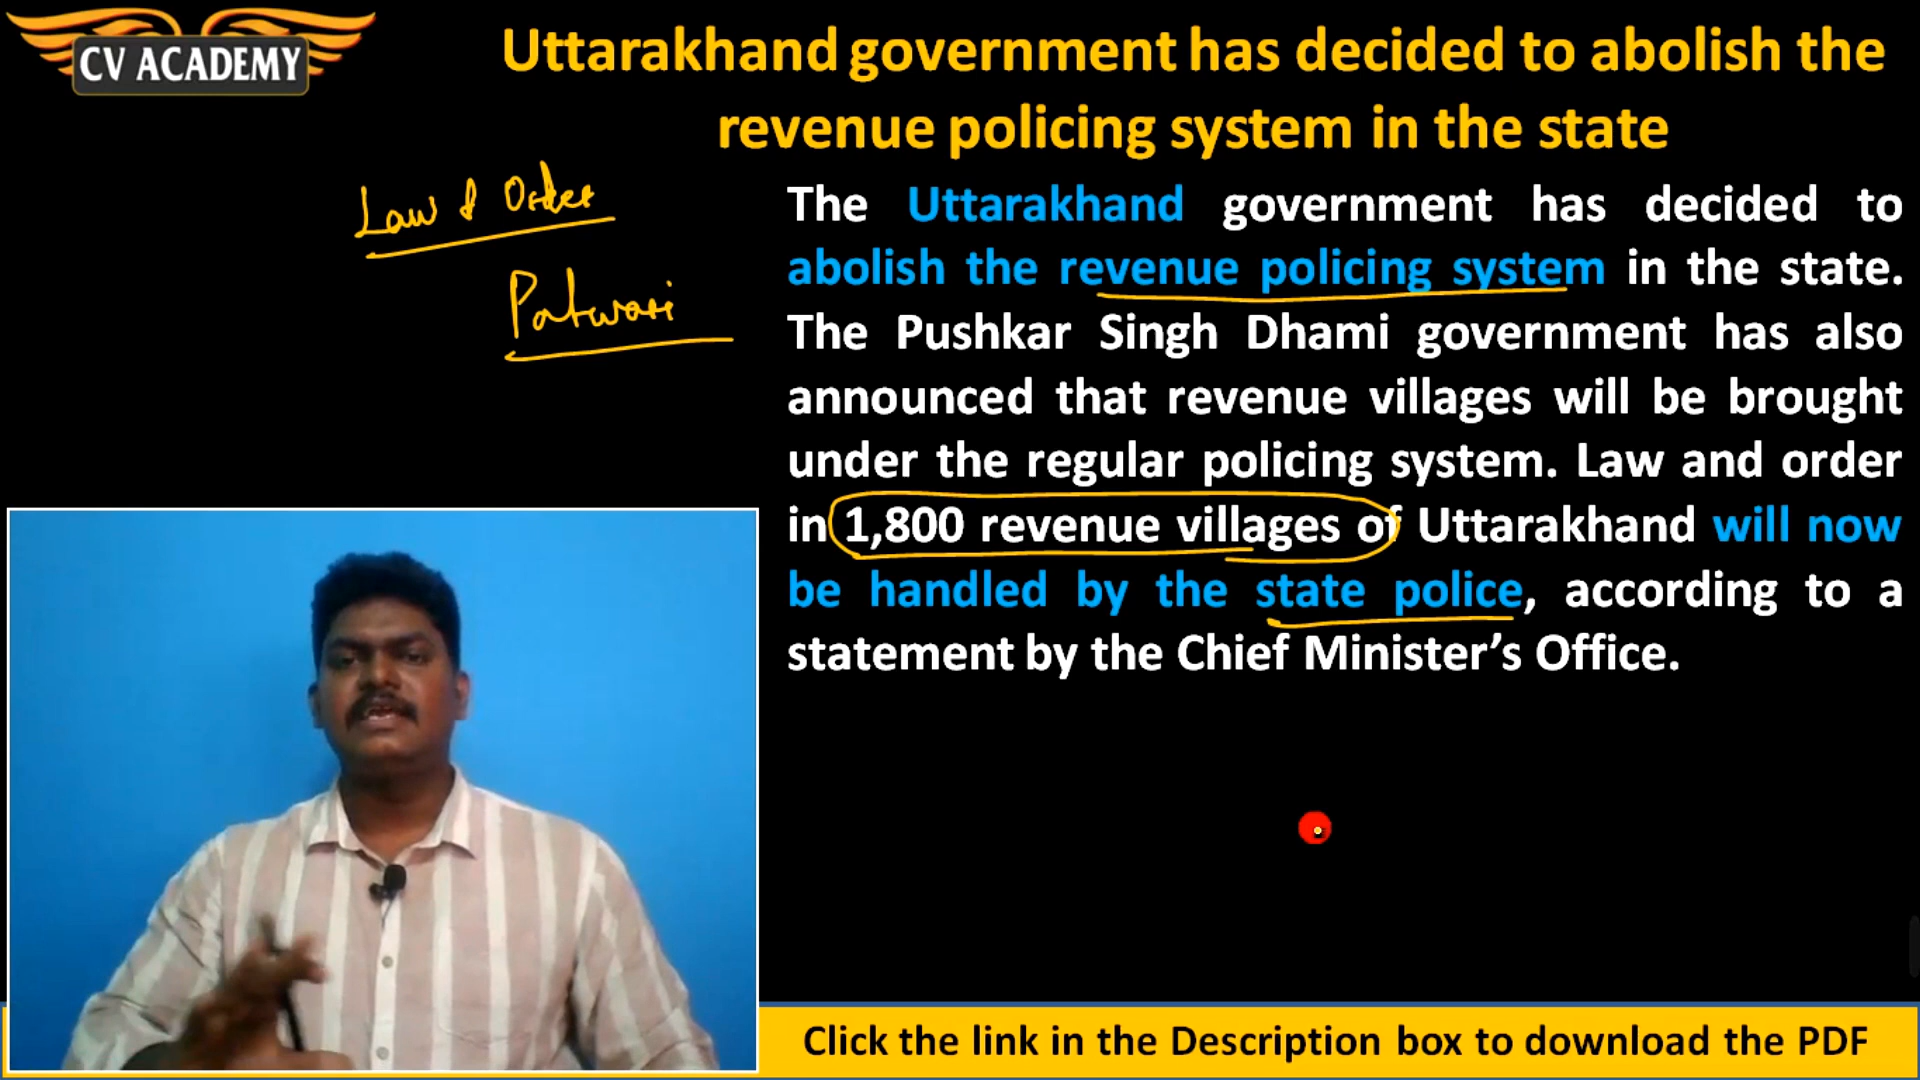 CV ACADEMY
Uttarakhand government has decided to abolish the
revenue policing system in the state
Law & Order
Patwari
The Uttarakhand government has decided to
abolish the revenue policing system in the state.
The Pushkar Singh Dhami government has also
announced that revenue villages will be brought
under the regular policing system. Law and order
in 1,800 revenue villages of Uttarakhand will now
be handled by the state police, according to a
statement by the Chief Minister’s Office.
Click the link in the Description box to download the PDF